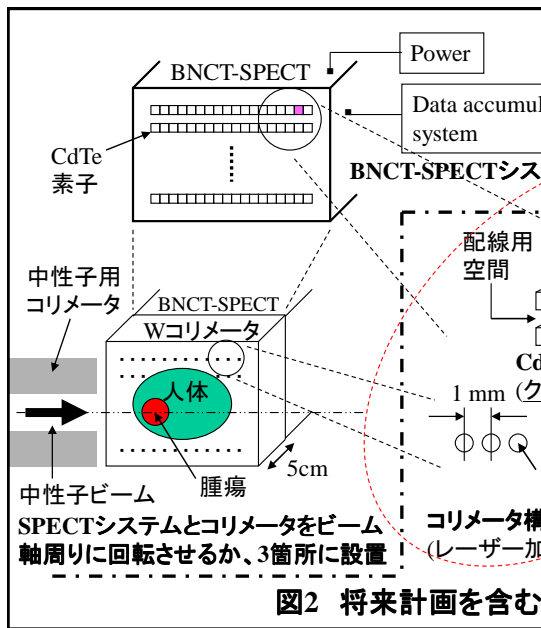 Power
BNCT-SPECT
Data accumul
system
CdTe
素子
BNCT-SPECTシス
配線用
空間
中性子用
コリメータ
BNCT-SPECT
Wコリメータ
人体
Cd
(ク
1 mm
5cm
腫瘍
中性子ビーム
SPECTシステムとコリメータをビーム
軸周りに回転させるか、3箇所に設置
コリメータ構
(レーザー加
図2 将来計画を含む